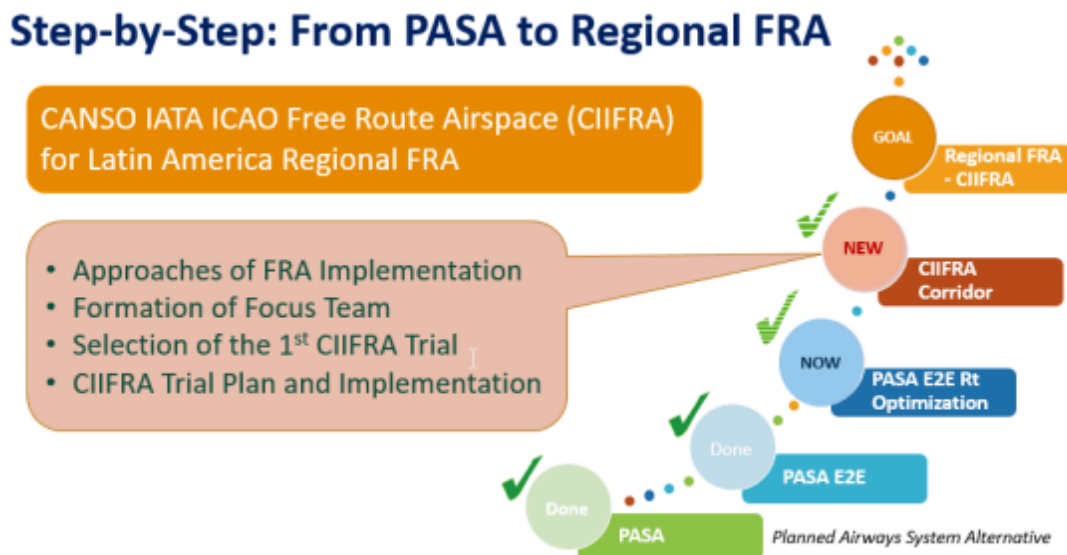 Step-by-Step: From PASA to Regional FRA
CANSO IATA ICAO Free Route Airspace (CIIFRA)
for Latin America Regional FRA
• Approaches of FRA Implementation
• Formation of Focus Team
• Selection of the 1st CIIFRA Trial
• CIIFRA Trial Plan and Implementation
GOAL
Regional FRA
- CIIFRA
NEW
CIIFRA
Corridor
NOW
PASA E2E Rt
Optimization
Done
PASA E2E
Done
PASA
Planned Airways System Alternative